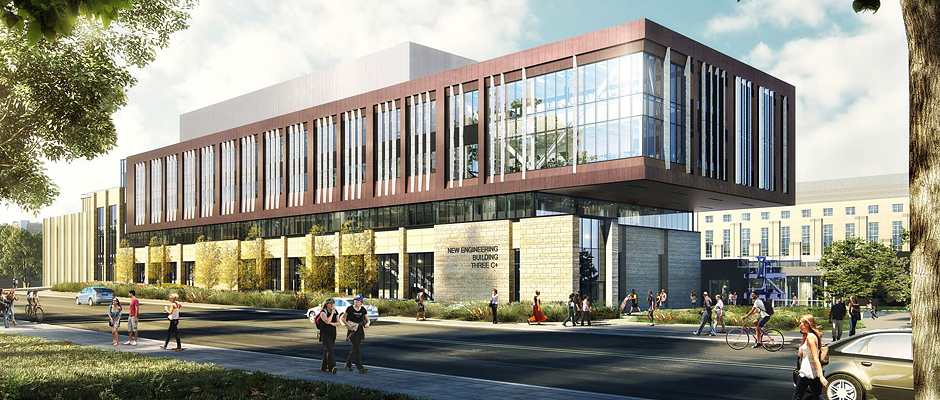 NEW ENGINEERING
BUILDING
THREE C+